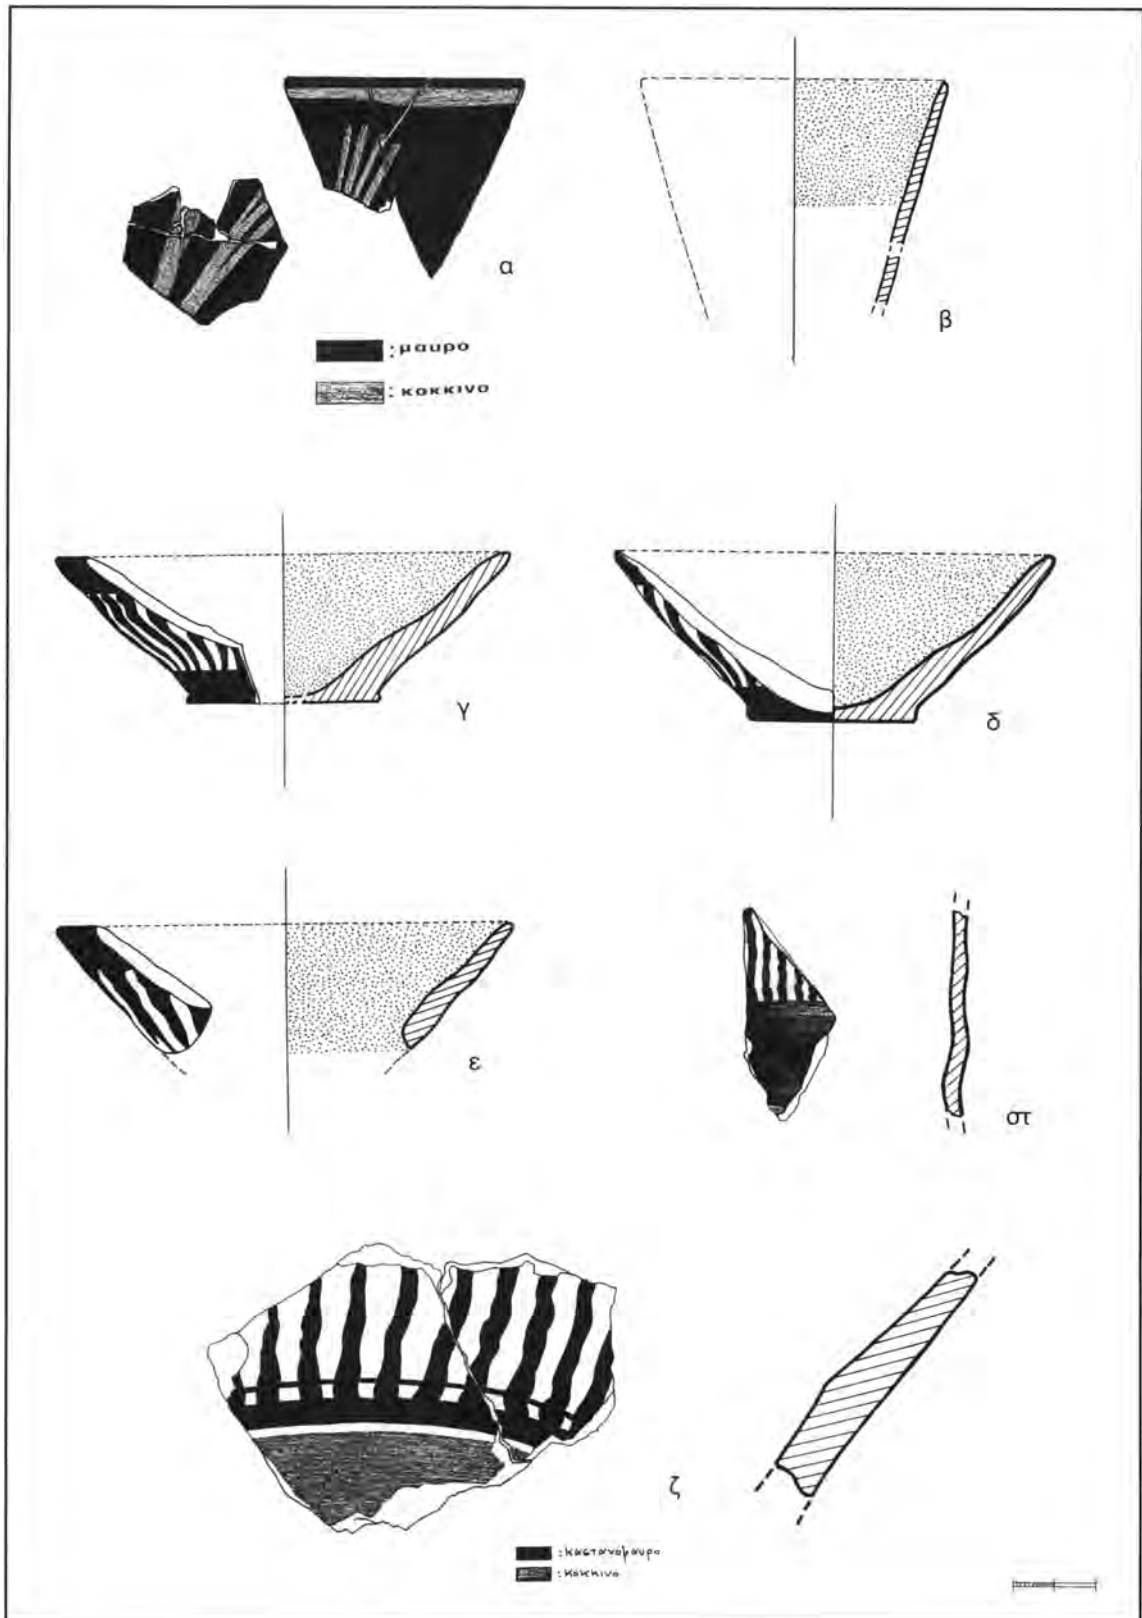 α
β
: μαυρο
: κοκκινο
γ
δ
ε
στ
ζ
: καστανόμαυρο
: κόκκινο